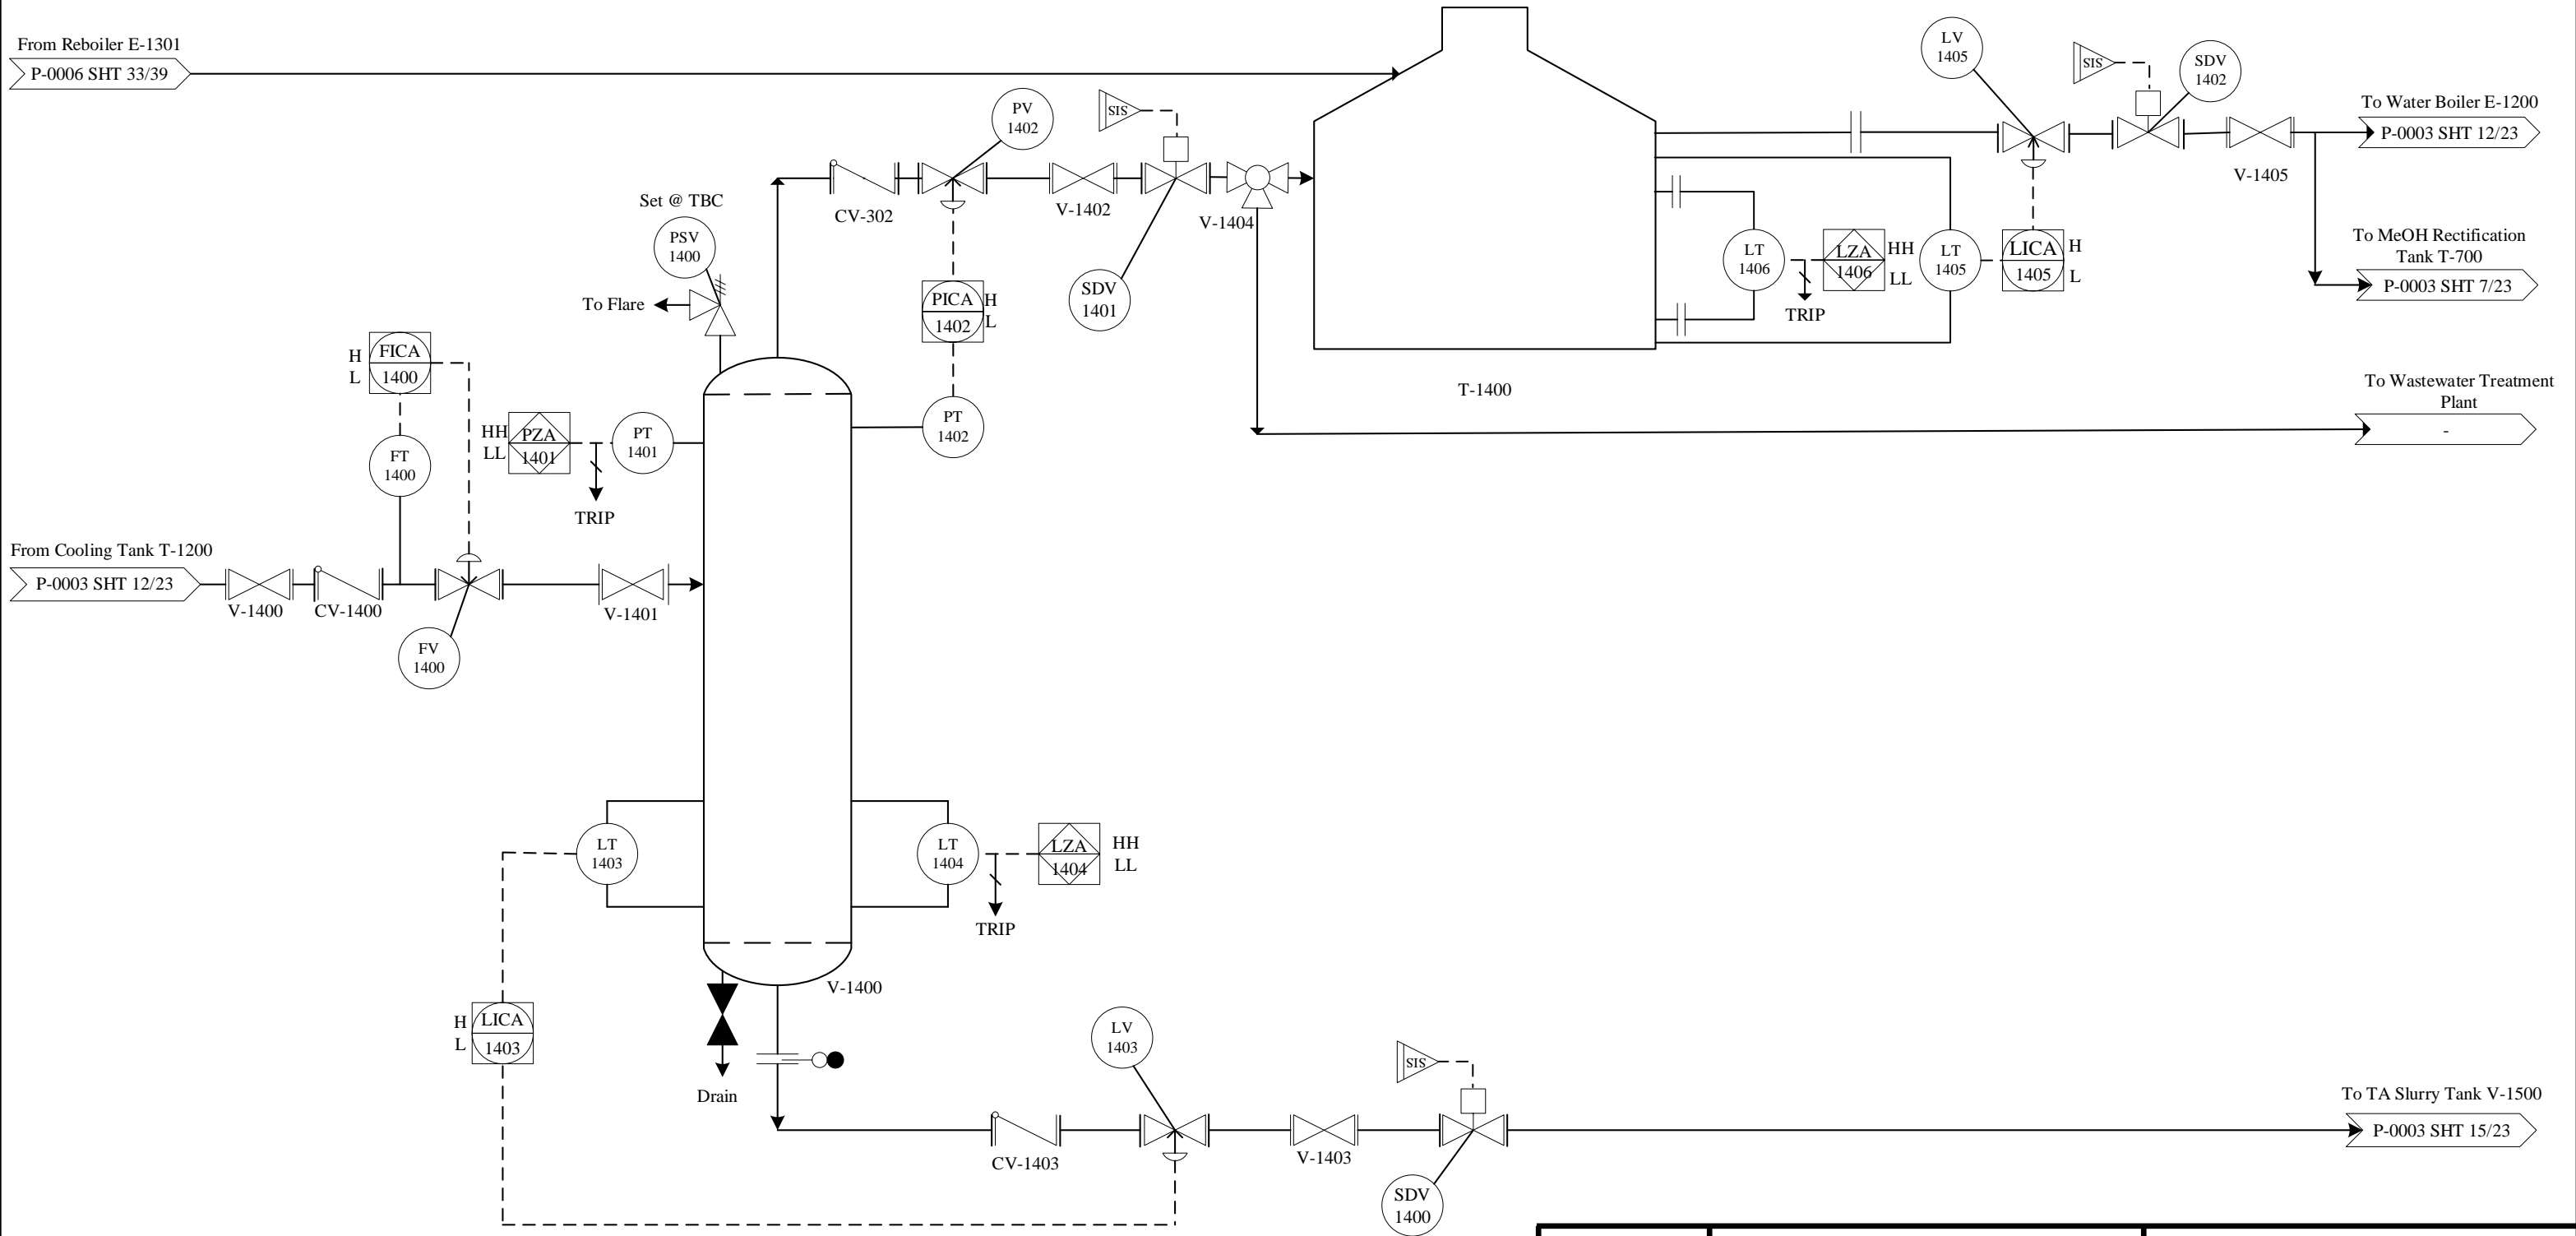 From Reboiler E-1301
P-0006 SHT 33/39
LV
1405
SIS
SDV
1402
To Water Boiler E-1200
P-0003 SHT 12/23
V-1405
PV
1402
SIS
CV-302
V-1402
V-1404
Set @ TBC
PSV
1400
To Flare
PICA
1402
H
L
SDV
1401
LT
1406
LZA
1406
HH
LL
TRIP
LT
1405
LICA
1405
H
L
To MeOH Rectification
Tank T-700
P-0003 SHT 7/23
T-1400
To Wastewater Treatment
Plant
-
H
L
FICA
1400
FT
1400
HH
LL
PZA
1401
PT
1401
TRIP
PT
1402
From Cooling Tank T-1200
P-0003 SHT 12/23
V-1400
CV-1400
V-1401
FV
1400
LT
1403
LT
1404
LZA
1404
HH
LL
TRIP
V-1400
H
L
LICA
1403
Drain
LV
1403
SIS
CV-1403
V-1403
SDV
1400
To TA Slurry Tank V-1500
P-0003 SHT 15/23